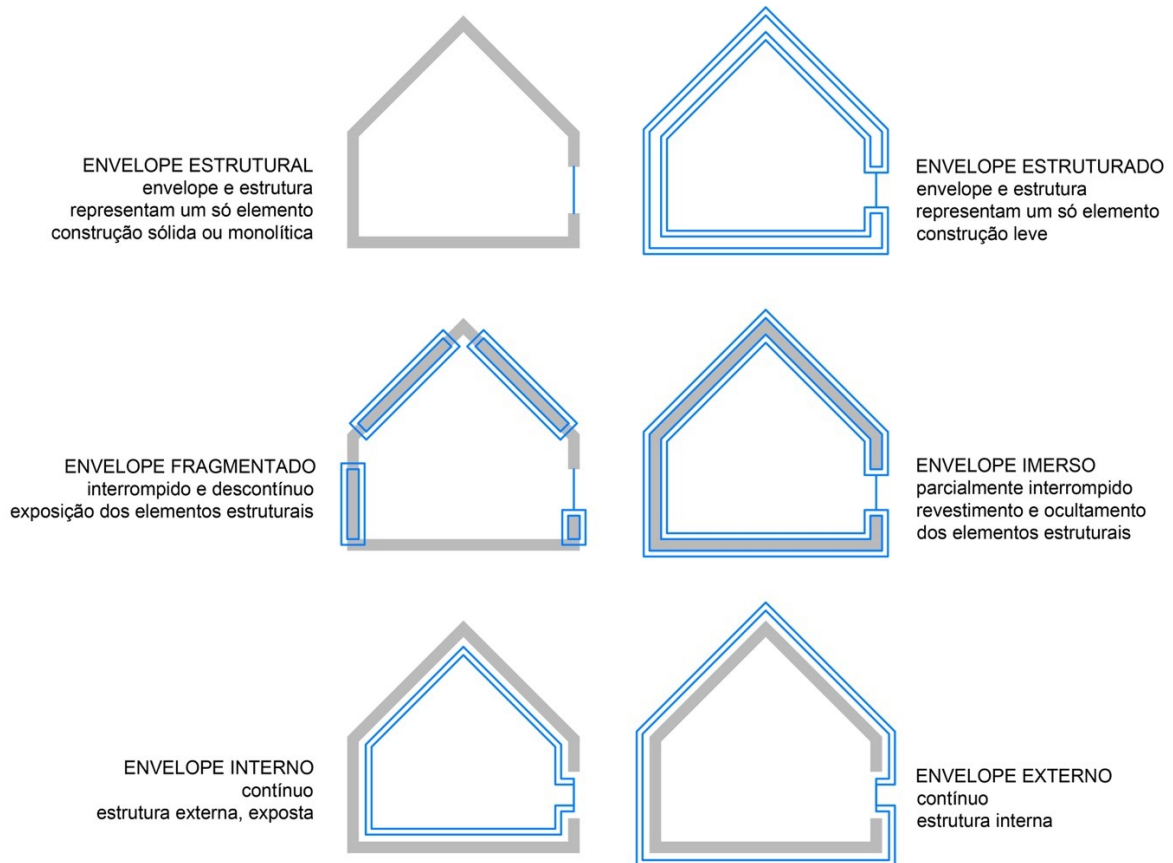 ENVELOPE ESTRUTURAL
envelope e estrutura
representam um só elemento
construção sólida ou monolítica
ENVELOPE ESTRUTURADO
envelope e estrutura
representam um só elemento
construção leve
ENVELOPE FRAGMENTADO
interrompido e descontínuo
exposição dos elementos estruturais
ENVELOPE IMERSO
parcialmente interrompido
revestimento e ocultamento
dos elementos estruturais
ENVELOPE INTERNO
contínuo
estrutura externa, exposta
ENVELOPE EXTERNO
contínuo
estrutura interna